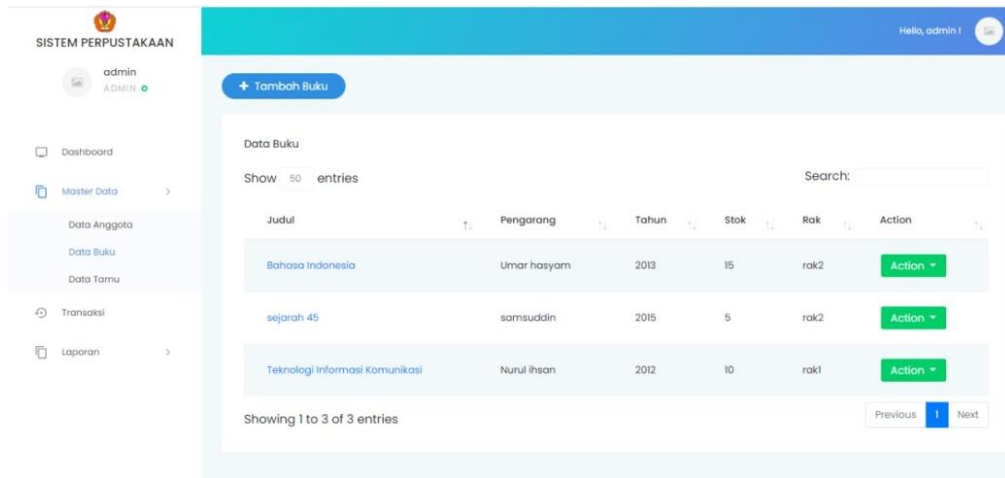 SISTEM PERPUSTAKAAN
Hello, admin !
admin
ADMIN
+ Tambah Buku
Dashboard
Master Data
Data Anggota
Data Buku
Data Tamu
Transaksi
Laporan
Data Buku
Show 50 entries
Search:
Judul Pengarang Tahun Stok Rak Action
Bahasa Indonesia Umar hasyam 2013 15 rak2 Action
sejarah 45 samsuddin 2015 5 rak2 Action
Teknologi Informasi Komunikasi Nurul ihsan 2012 10 rak1 Action
Showing 1 to 3 of 3 entries
Previous 1 Next